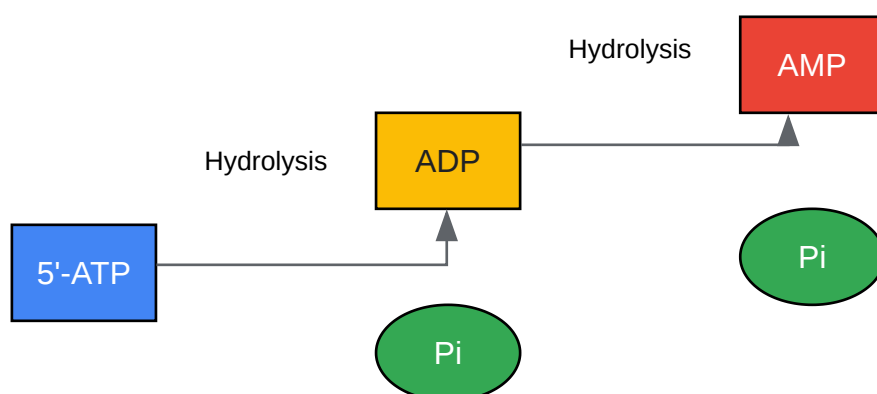 Hydrolysis
AMP
Hydrolysis
ADP
Pi
5'-ATP
Pi